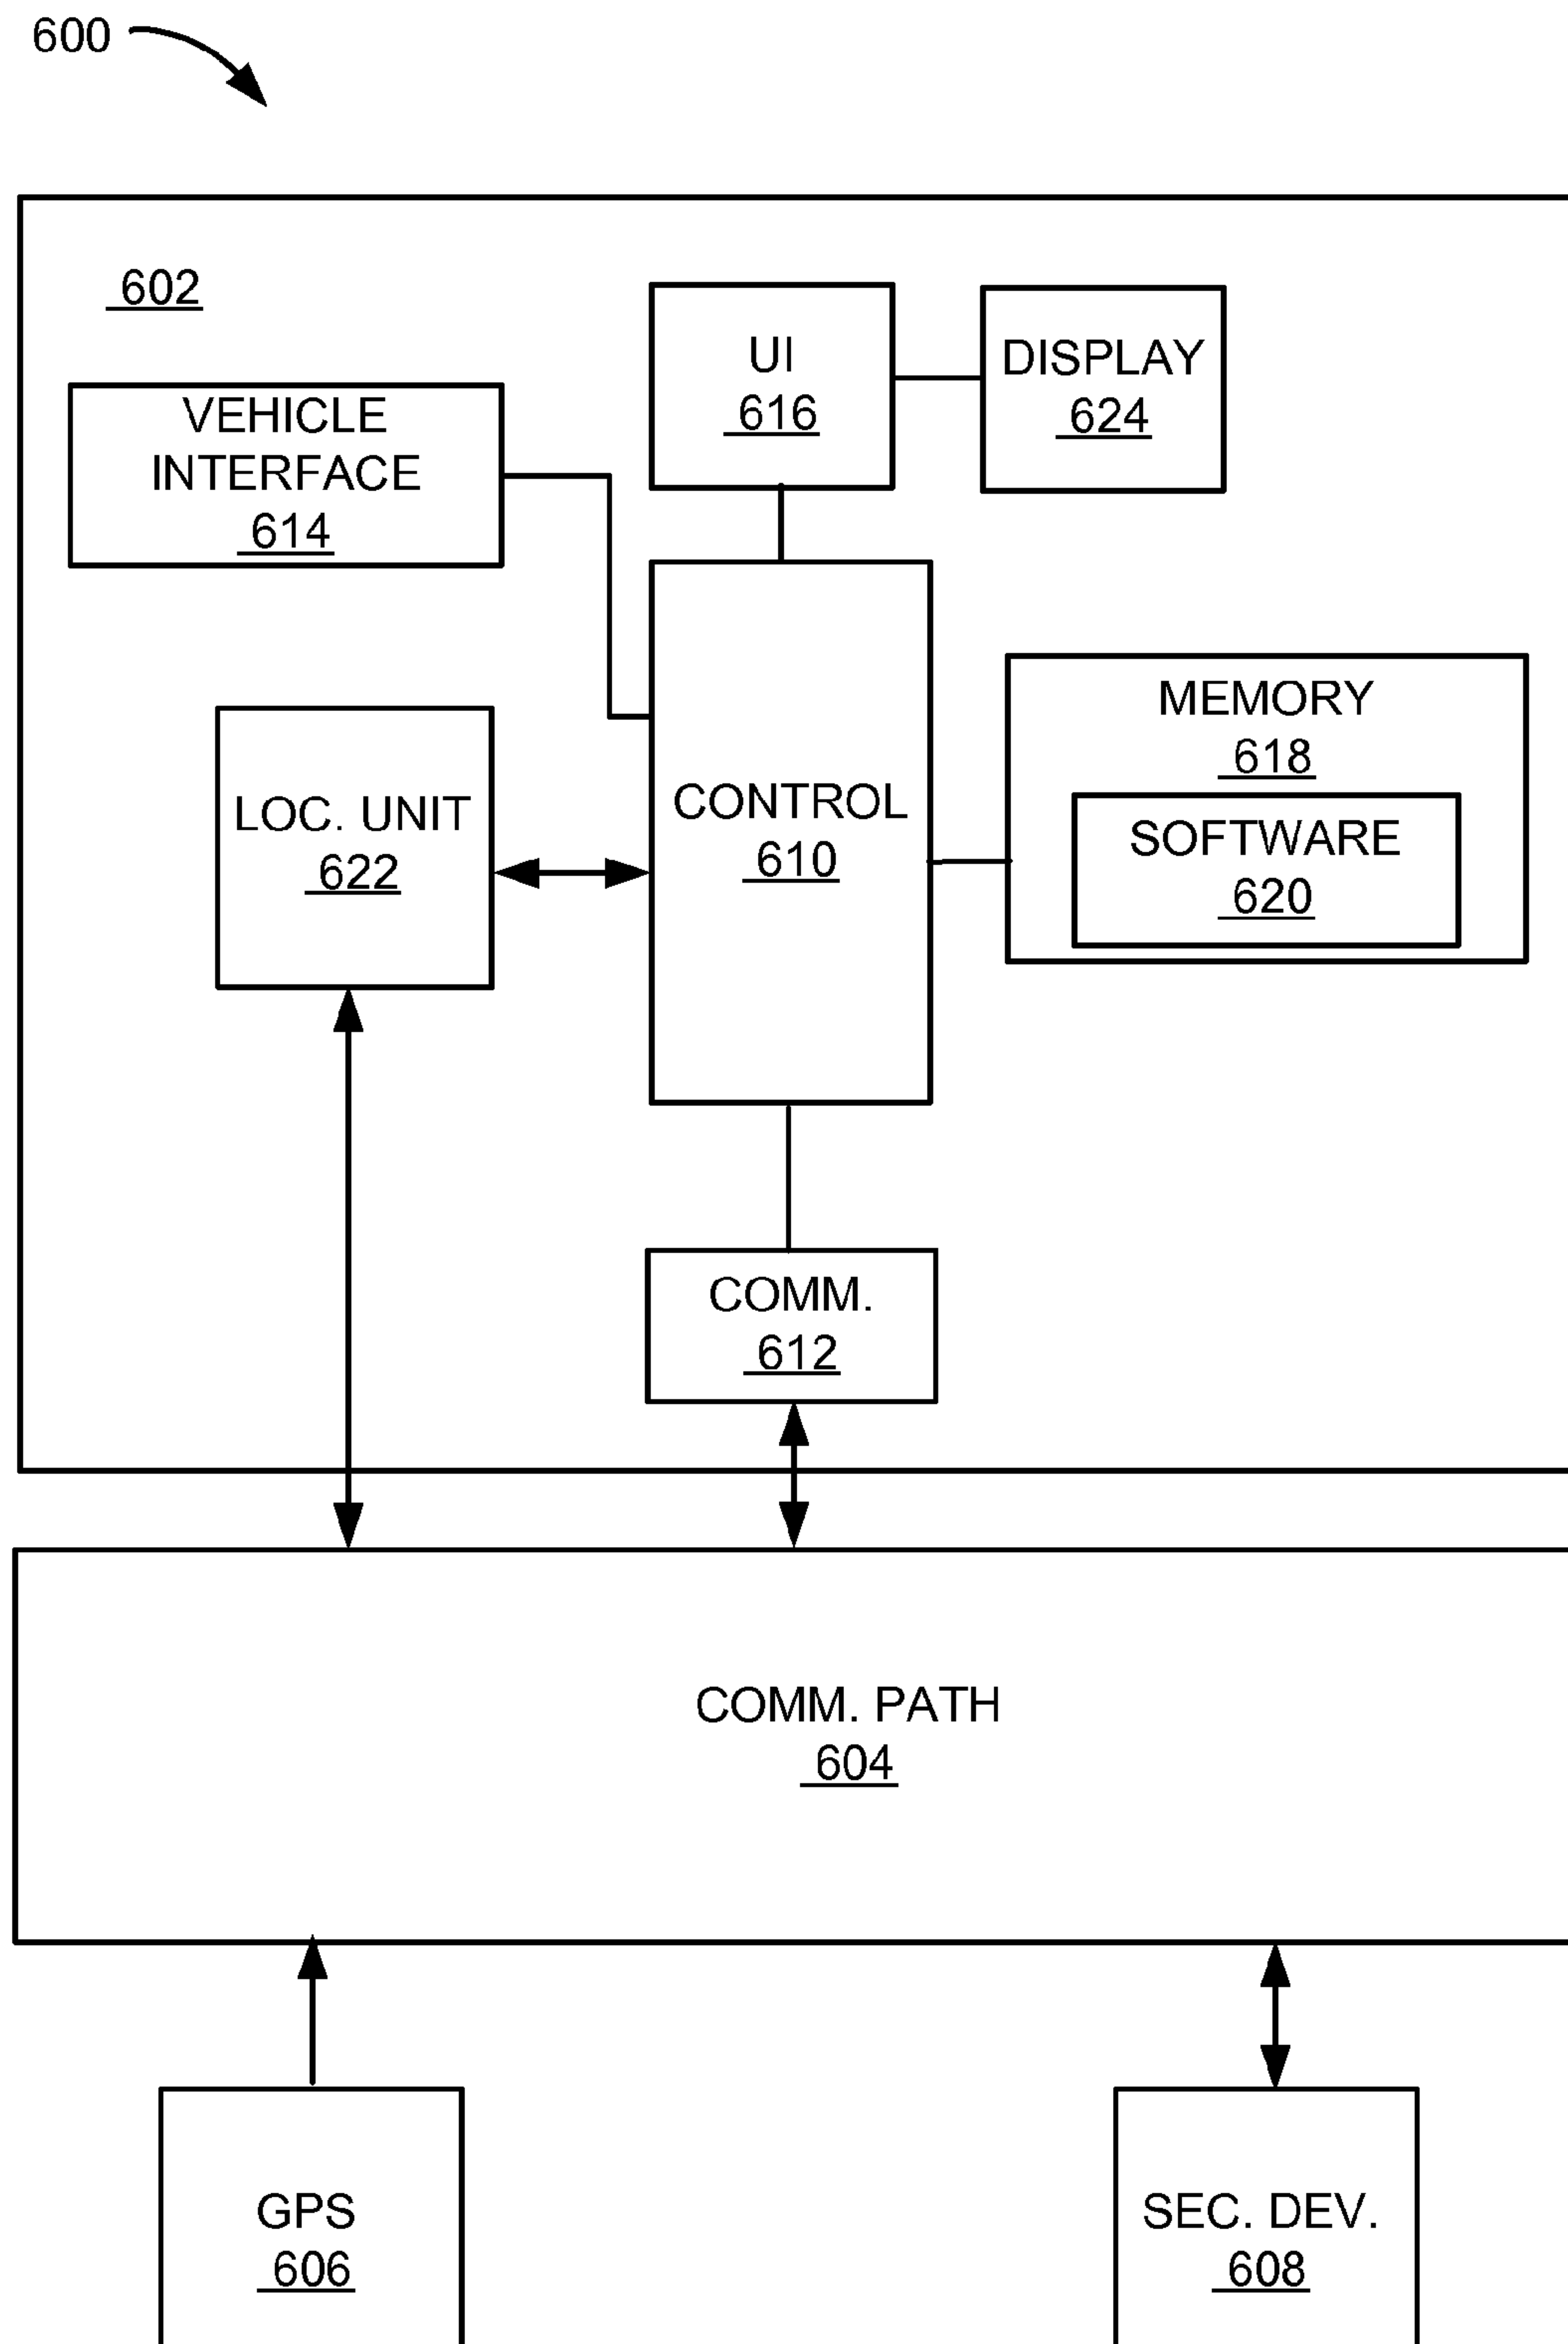 600
602
UI
616
DISPLAY
624
VEHICLE
INTERFACE
614
MEMORY
618
SOFTWARE
620
LOC. UNIT
622
CONTROL
610
COMM.
612
COMM. PATH
604
GPS
606
SEC. DEV.
608